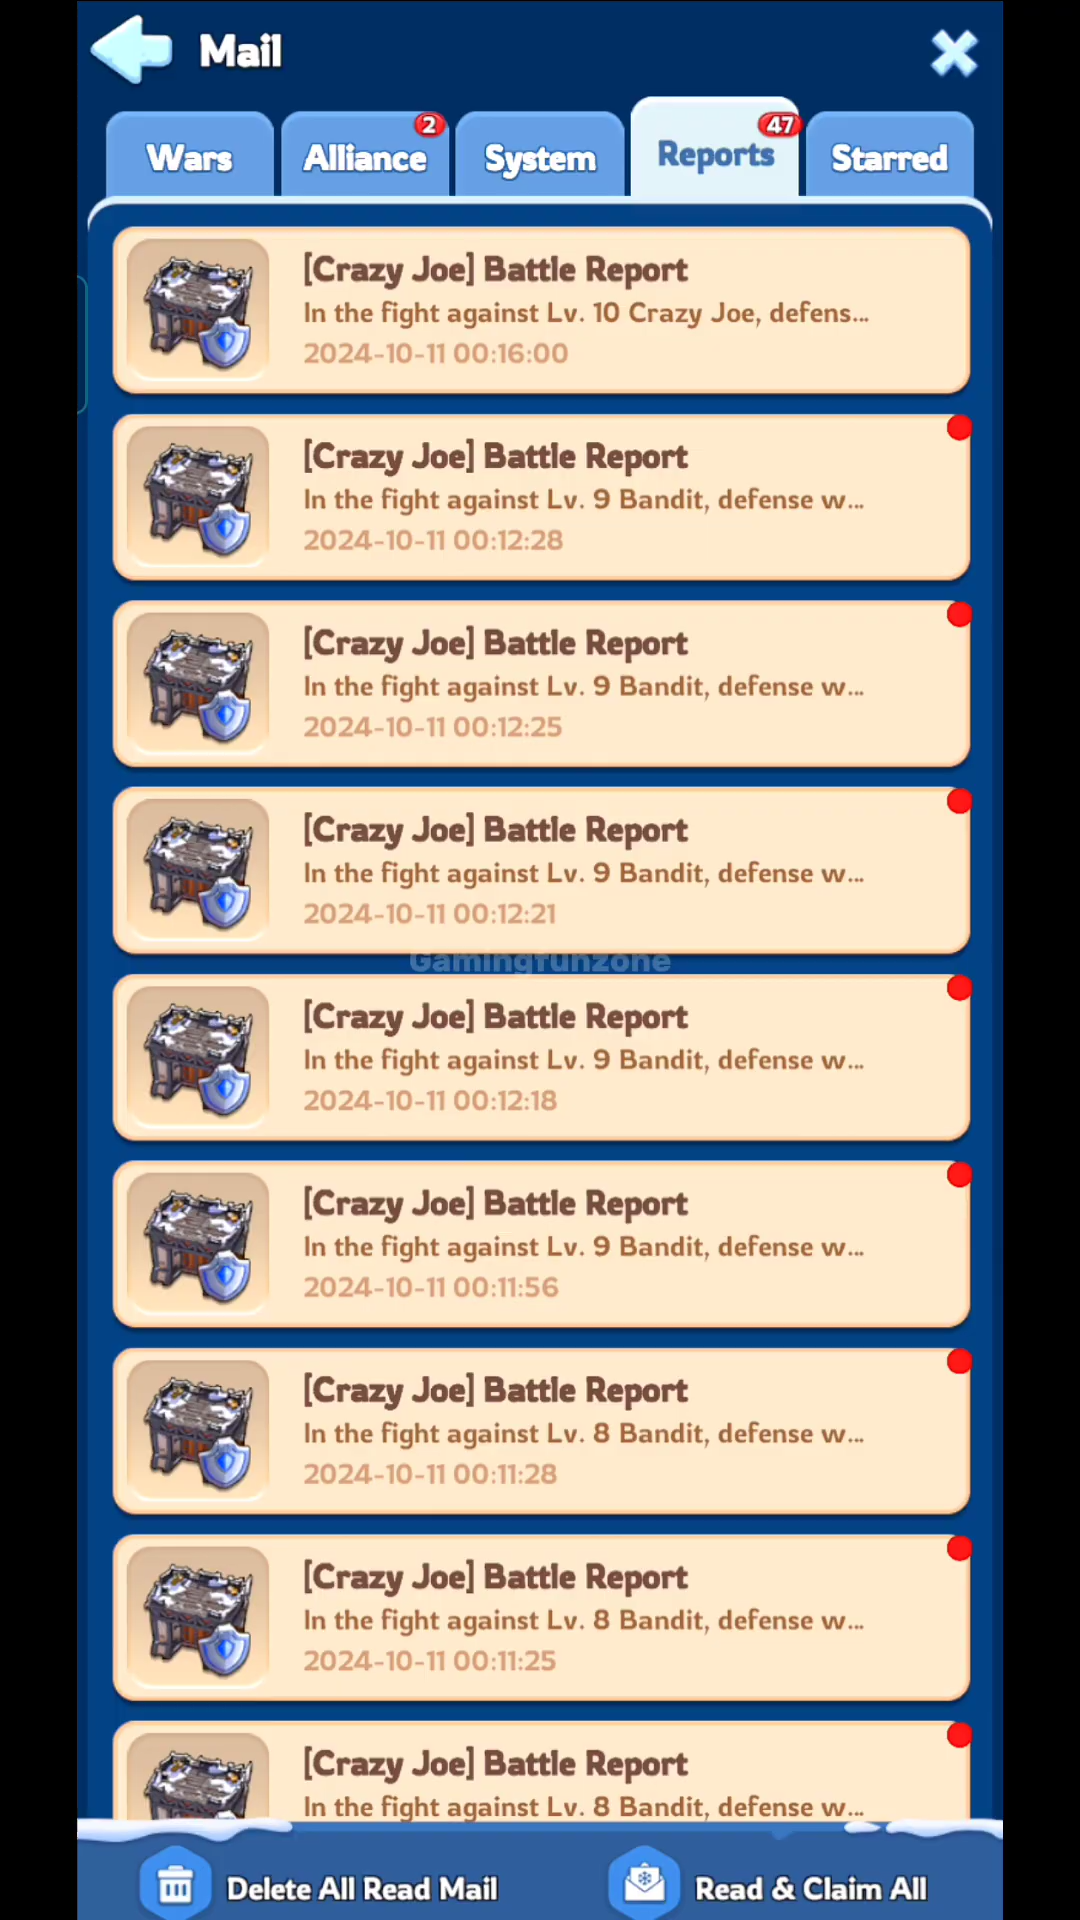 Mail
Wars
Alliance
2
System
Reports
47
Starred
[Crazy Joe] Battle Report
In the fight against Lv. 10 Crazy Joe, defens...
2024-10-11 00:16:00
[Crazy Joe] Battle Report
In the fight against Lv. 9 Bandit, defense w...
2024-10-11 00:12:28
[Crazy Joe] Battle Report
In the fight against Lv. 9 Bandit, defense w...
2024-10-11 00:12:25
[Crazy Joe] Battle Report
In the fight against Lv. 9 Bandit, defense w...
2024-10-11 00:12:21
Gamingfunzone
[Crazy Joe] Battle Report
In the fight against Lv. 9 Bandit, defense w...
2024-10-11 00:12:18
[Crazy Joe] Battle Report
In the fight against Lv. 9 Bandit, defense w...
2024-10-11 00:11:56
[Crazy Joe] Battle Report
In the fight against Lv. 8 Bandit, defense w...
2024-10-11 00:11:28
[Crazy Joe] Battle Report
In the fight against Lv. 8 Bandit, defense w...
2024-10-11 00:11:25
[Crazy Joe] Battle Report
In the fight against Lv. 8 Bandit, defense w...
Delete All Read Mail
Read & Claim All